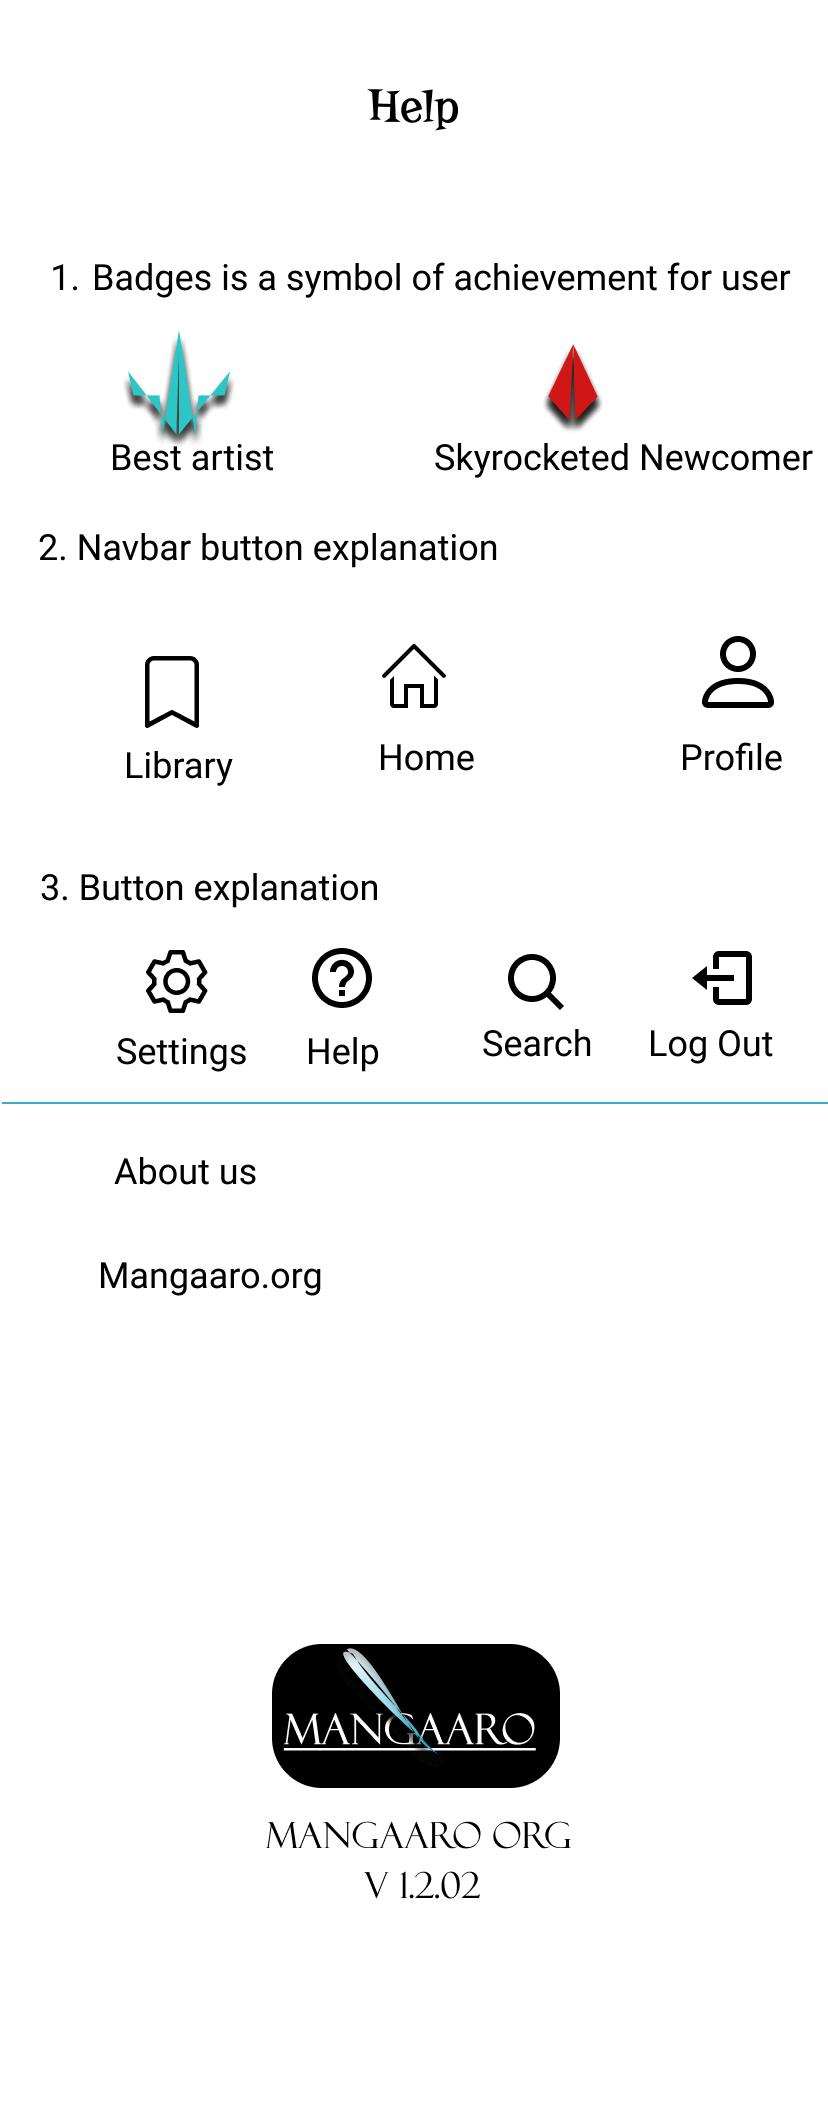 Help
1. Badges is a symbol of achievement for user
Best artist Skyrocketed Newcomer
2. Navbar button explanation
Library Home Profile
3. Button explanation
Settings Help Search Log Out
About us
Mangaaro.org
MANGAARO
MANGAARO ORG
V 1.2.02